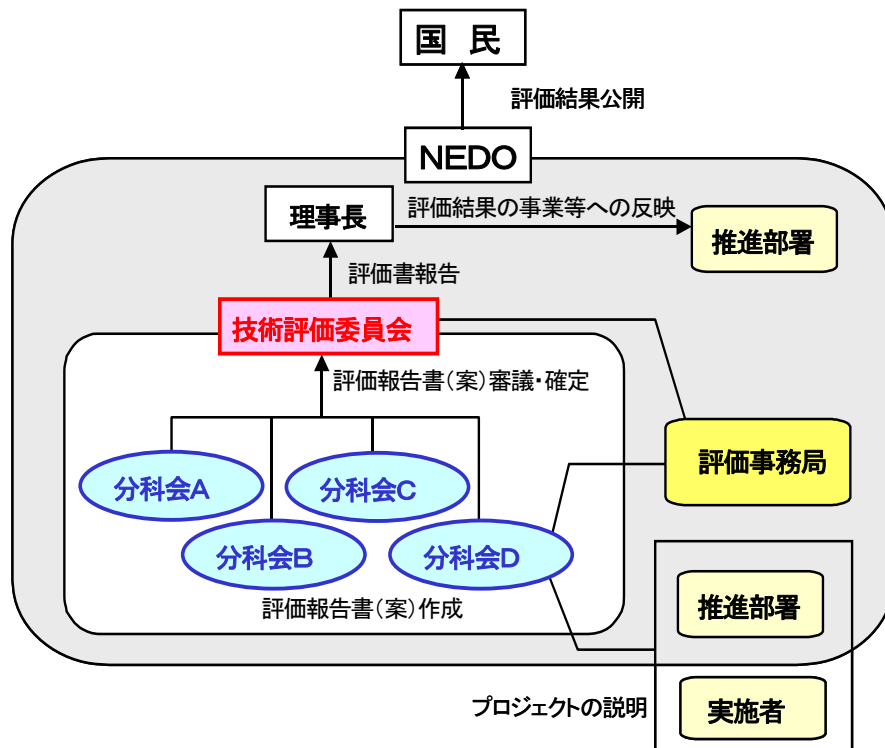 国 民
評価結果公開
NEDO
理事長
評価結果の事業等への反映
推進部署
評価書報告
技術評価委員会
評価報告書(案)審議・確定
分科会A
分科会C
評価事務局
分科会B
分科会D
評価報告書(案)作成
推進部署
プロジェクトの説明
実施者